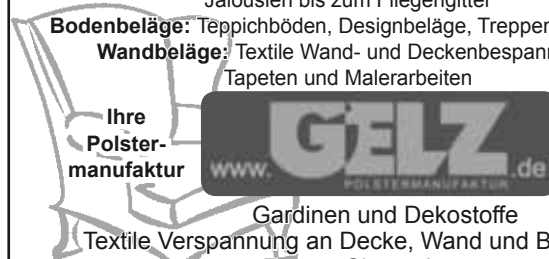 Jalousien bis zum Fliegengitter
Bodenbeläge: Teppichböden, Designbeläge, Treppen
Wandbeläge: Textile Wand- und Deckenbespann
Tapeten und Malerarbeiten
Ihre
Polster-
manufaktur
www. GELZ .de
POLSTERMANUFAKTUR
Gardinen und Dekostoffe
Textile Verspannung an Decke, Wand und B